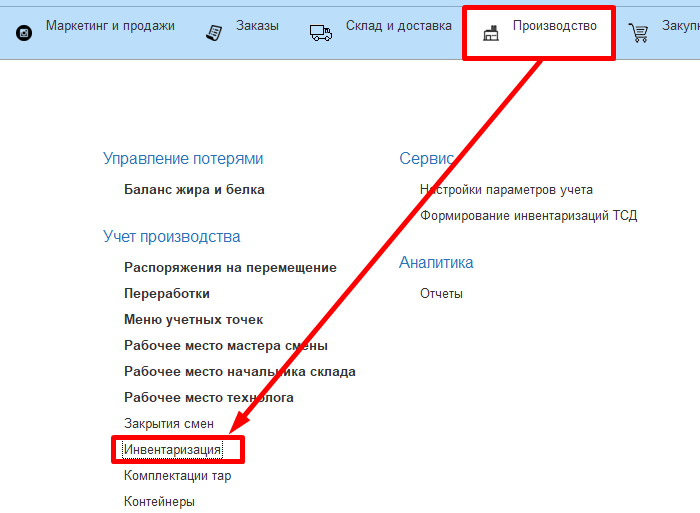 Маркетинг и продажи
Заказы
Склад и доставка
Производство
Закуп
Управление потерями
Баланс жира и белка
Учет производства
Распоряжения на перемещение
Переработки
Меню учетных точек
Рабочее место мастера смены
Рабочее место начальника склада
Рабочее место технолога
Закрытия смен
Инвентаризация
Комплектации тар
Контейнеры
Сервис
Настройки параметров учета
Формирование инвентаризаций ТСД
Аналитика
Отчеты